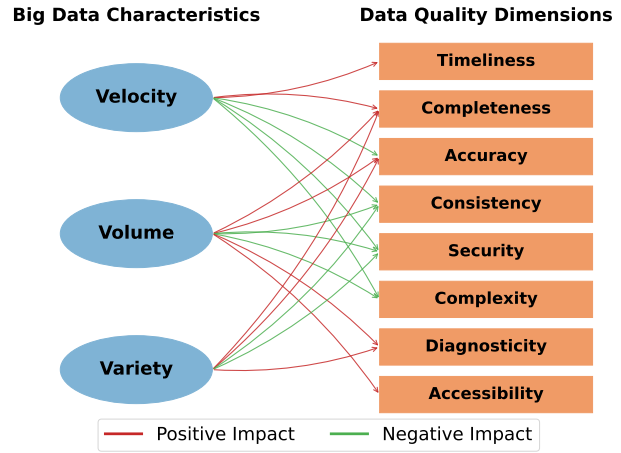 Big Data Characteristics
Data Quality Dimensions
Velocity
Volume
Variety
Timeliness
Completeness
Accuracy
Consistency
Security
Complexity
Diagnosticity
Accessibility
Positive Impact
Negative Impact